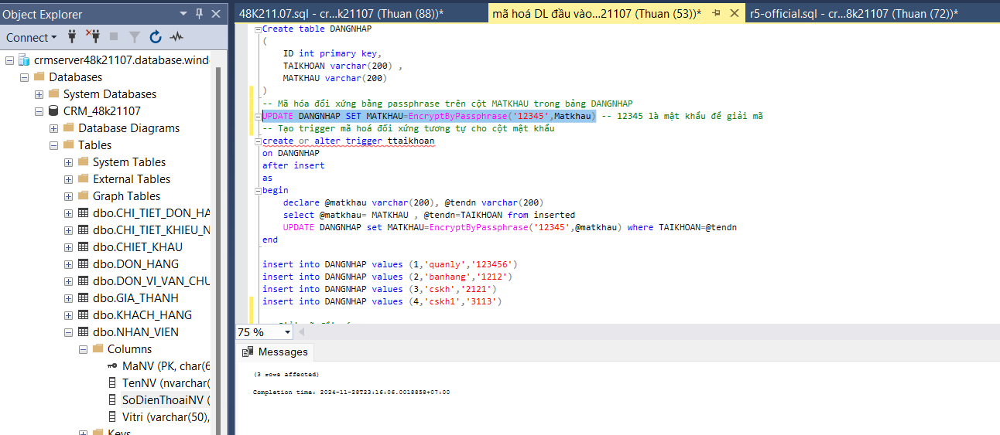 Object Explorer
Connect
crmserver48k21107.database.wind
Databases
System Databases
CRM_48k21107
Database Diagrams
Tables
System Tables
External Tables
Graph Tables
dbo.CHI_TIET_DON_HA
dbo.CHI_TIET_KHIEU_N
dbo.CHIET_KHAU
dbo.DON_HANG
dbo.DON_VI_VAN_CHU
dbo.GIA_THANH
dbo.KHACH_HANG
dbo.NHAN_VIEN
Columns
MaNV (PK, char(6
TenNV (nvarchar(
SoDienThoaiNV (
Vitri (varchar(50),
Keys
48K211.07.sql - cr...k21107 (Thuan (88))*
mã hoá DL đầu vào...21107 (Thuan (53))*
r5-official.sql - cr...8k21107 (Thuan (72))*
Create table DANGNHAP
(
ID int primary key,
TAIKHOAN varchar(200) ,
MATKHAU varchar(200)
)
-- Mã hóa đối xứng bằng passphrase trên cột MATKHAU trong bảng DANGNHAP
UPDATE DANGNHAP SET MATKHAU=EncryptByPassphrase('12345',Matkhau) -- 12345 là mật khẩu để giải mã
-- Tạo trigger mã hoá đối xứng tương tự cho cột mật khẩu
create or alter trigger ttaikhoan
on DANGNHAP
after insert
as
begin
declare @matkhau varchar(200), @tendn varchar(200)
select @matkhau= MATKHAU , @tendn=TAIKHOAN from inserted
UPDATE DANGNHAP set MATKHAU=EncryptByPassphrase('12345',@matkhau) where TAIKHOAN=@tendn
end
insert into DANGNHAP values (1,'quanly','123456')
insert into DANGNHAP values (2,'banhang','1212')
insert into DANGNHAP values (3,'cskh','2121')
insert into DANGNHAP values (4,'cskh1','3113')
75 %
Messages
(3 rows affected)
Completion time: 2024-11-28T23:16:06.0018858+07:00